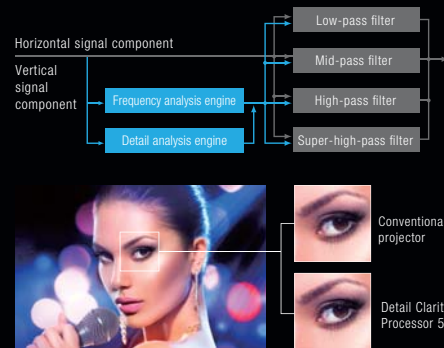 Low-pass filter
Horizontal signal component
Mid-pass filter
Vertical
signal
component
Frequency analysis engine
High-pass filter
Detail analysis engine
Super-high-pass filter
Conventiona
projector
Detail Clarit
Processor 5